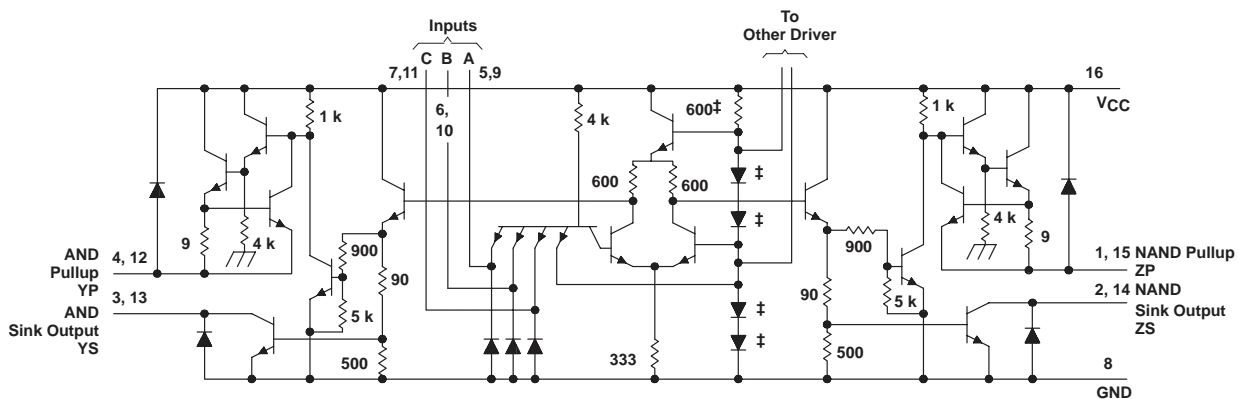 Inputs
To
Other Driver
C B A
7,11
5,9
16
VCC
6,
10
1 k
4 k
600‡
1 k
‡
600
600
‡
9
4 k
900
90
900
4 k
9
AND
Pullup
YP
4, 12
1, 15 NAND Pullup
ZP
3, 13
AND
Sink Output
YS
2, 14 NAND
Sink Output
ZS
5 k
90
5 k
‡
‡
500
333
500
8
GND